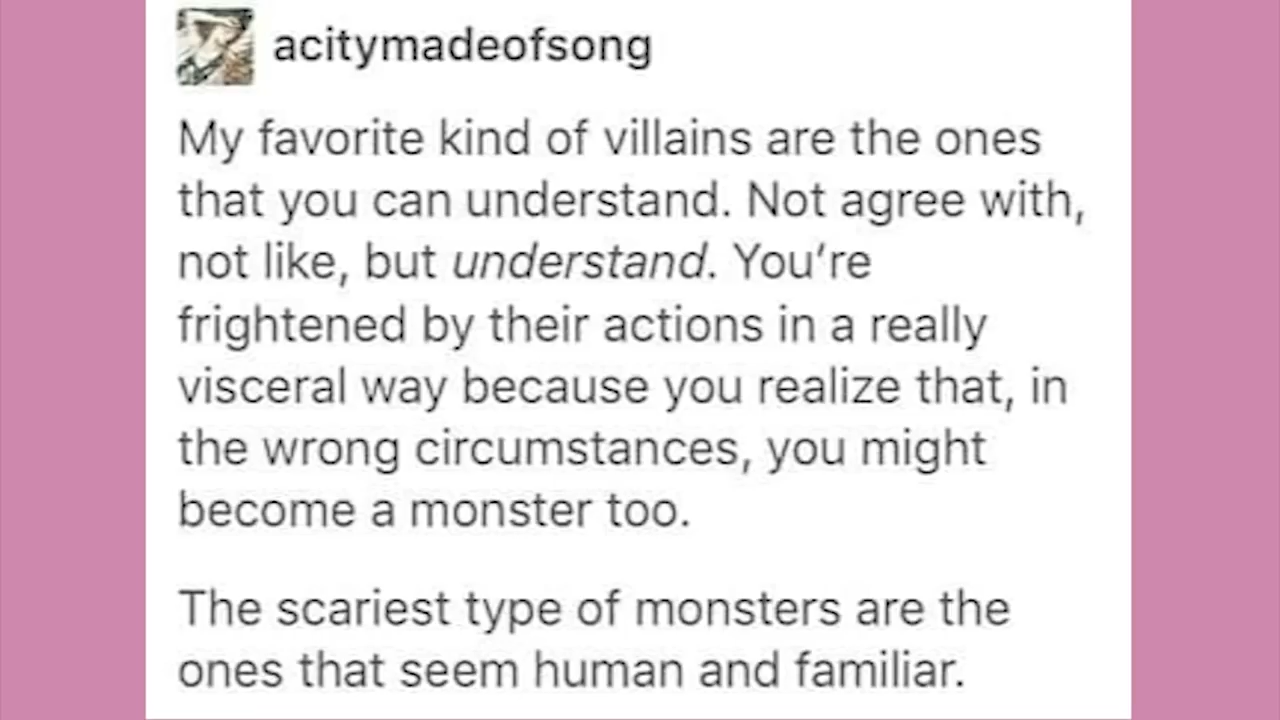 acitymadeofsong
My favorite kind of villains are the ones
that you can understand. Not agree with,
not like, but understand. You’re
frightened by their actions in a really
visceral way because you realize that, in
the wrong circumstances, you might
become a monster too.
The scariest type of monsters are the
ones that seem human and familiar.